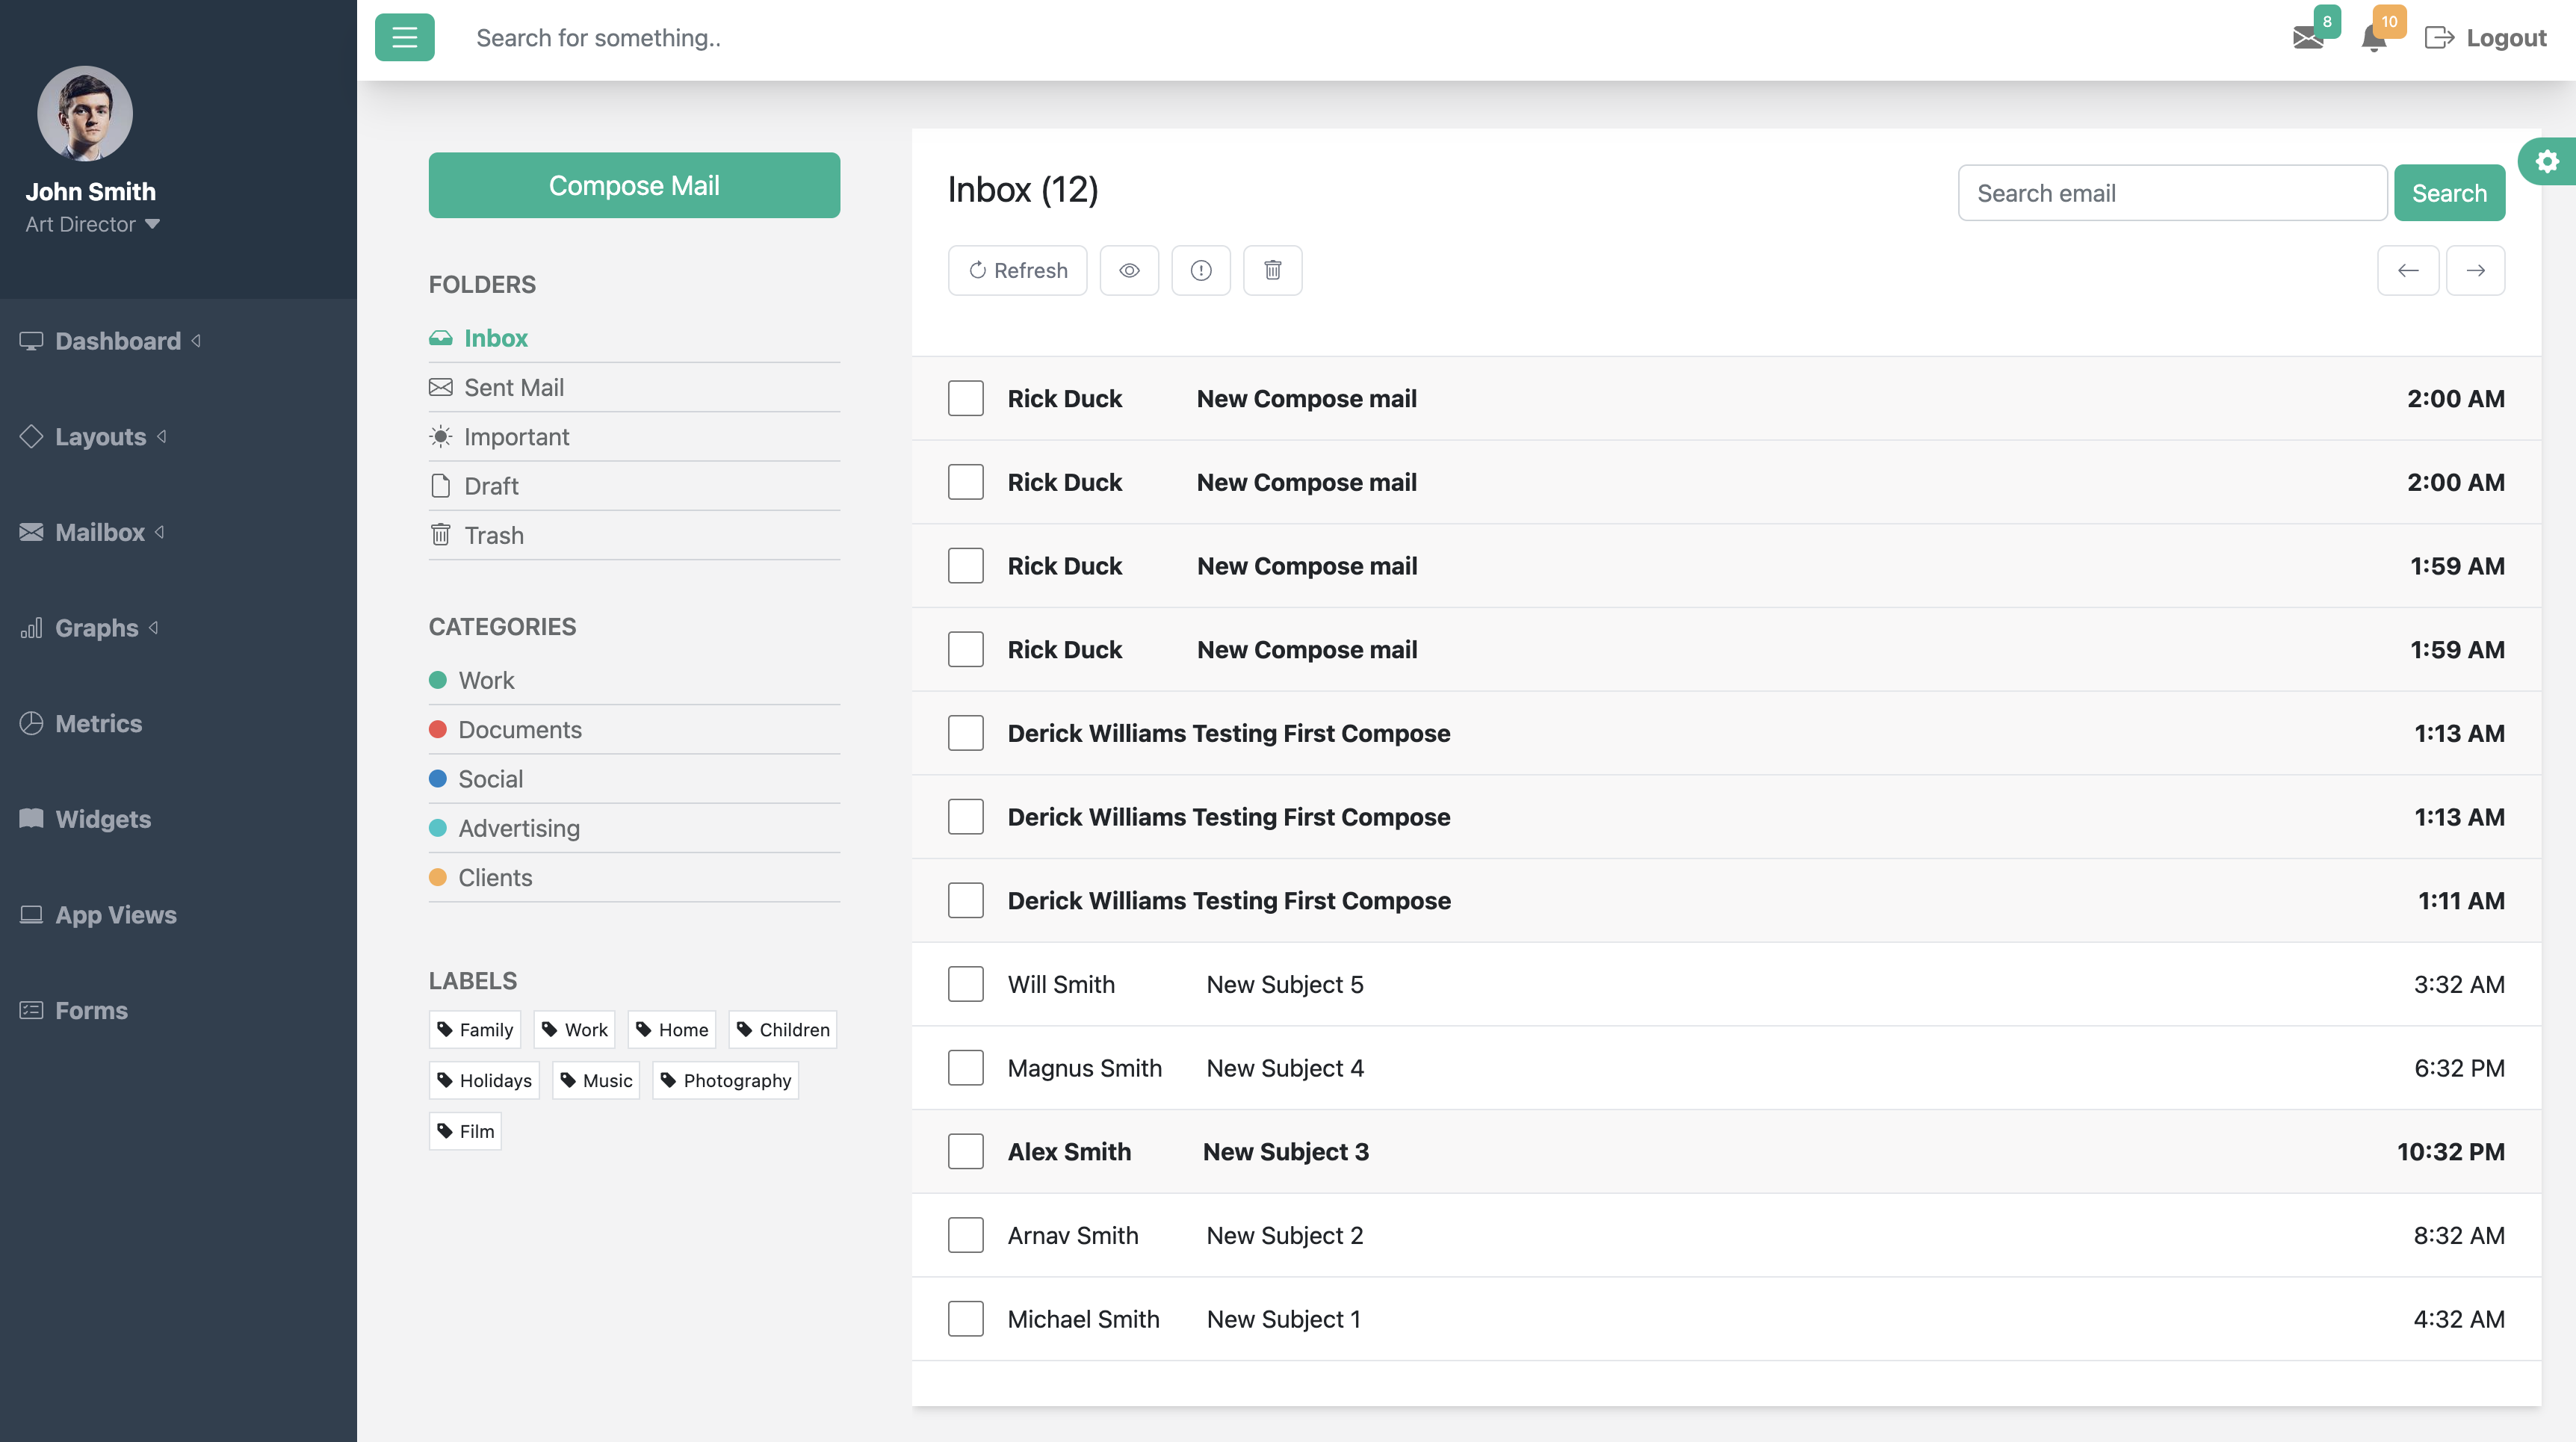 John Smith
Art Director
Dashboard
Layouts
Mailbox
Graphs
Metrics
Widgets
App Views
Forms
Search for something..
8
10
Logout
Compose Mail
FOLDERS
Inbox
Sent Mail
Important
Draft
Trash
CATEGORIES
Work
Documents
Social
Advertising
Clients
LABELS
Family Work Home Children
Holidays Music Photography
Film
Inbox (12)
Search email Search
Refresh
Rick Duck New Compose mail 2:00 AM
Rick Duck New Compose mail 2:00 AM
Rick Duck New Compose mail 1:59 AM
Rick Duck New Compose mail 1:59 AM
Derick Williams Testing First Compose 1:13 AM
Derick Williams Testing First Compose 1:13 AM
Derick Williams Testing First Compose 1:11 AM
Will Smith New Subject 5 3:32 AM
Magnus Smith New Subject 4 6:32 PM
Alex Smith New Subject 3 10:32 PM
Arnav Smith New Subject 2 8:32 AM
Michael Smith New Subject 1 4:32 AM